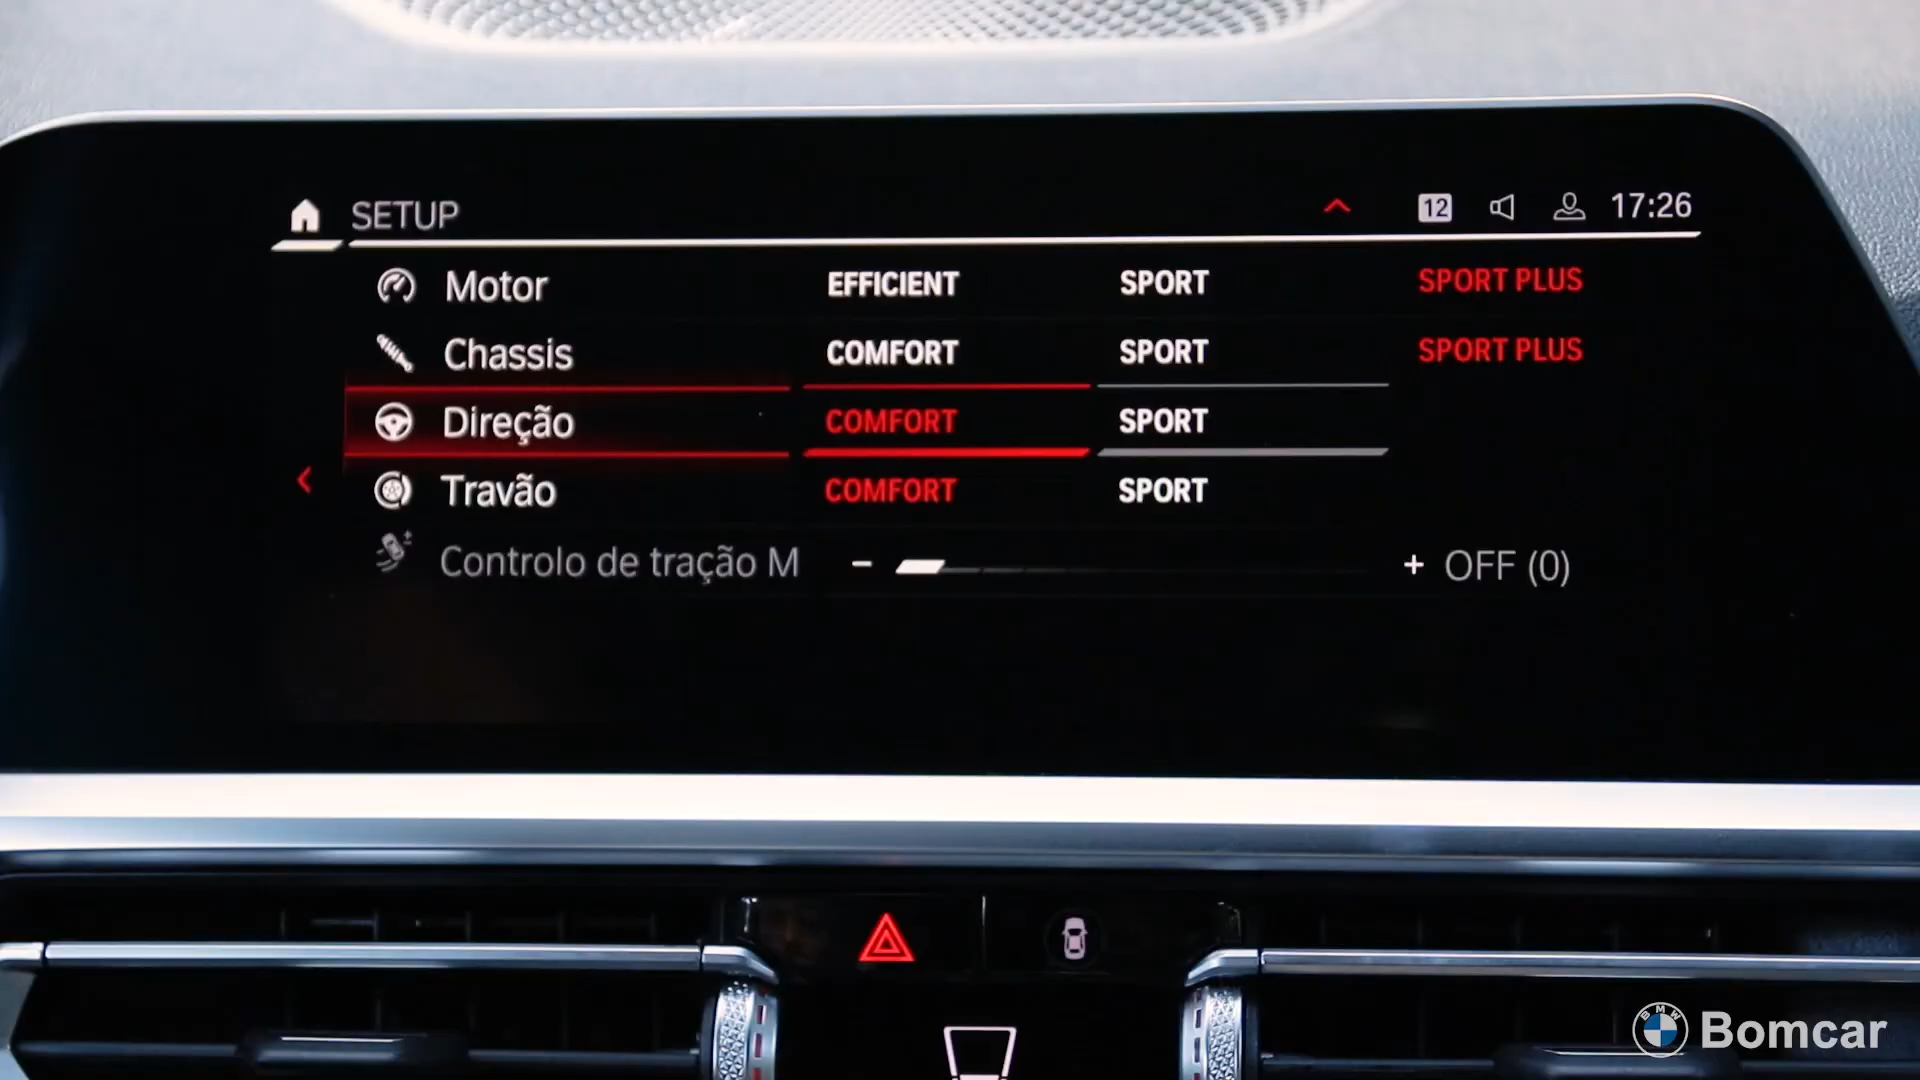 SETUP 12 17:26
Motor EFFICIENT SPORT SPORT PLUS
Chassis COMFORT SPORT SPORT PLUS
Direção COMFORT SPORT
Travão COMFORT SPORT
Controlo de tração M - + OFF (0)
BMW Bomcar